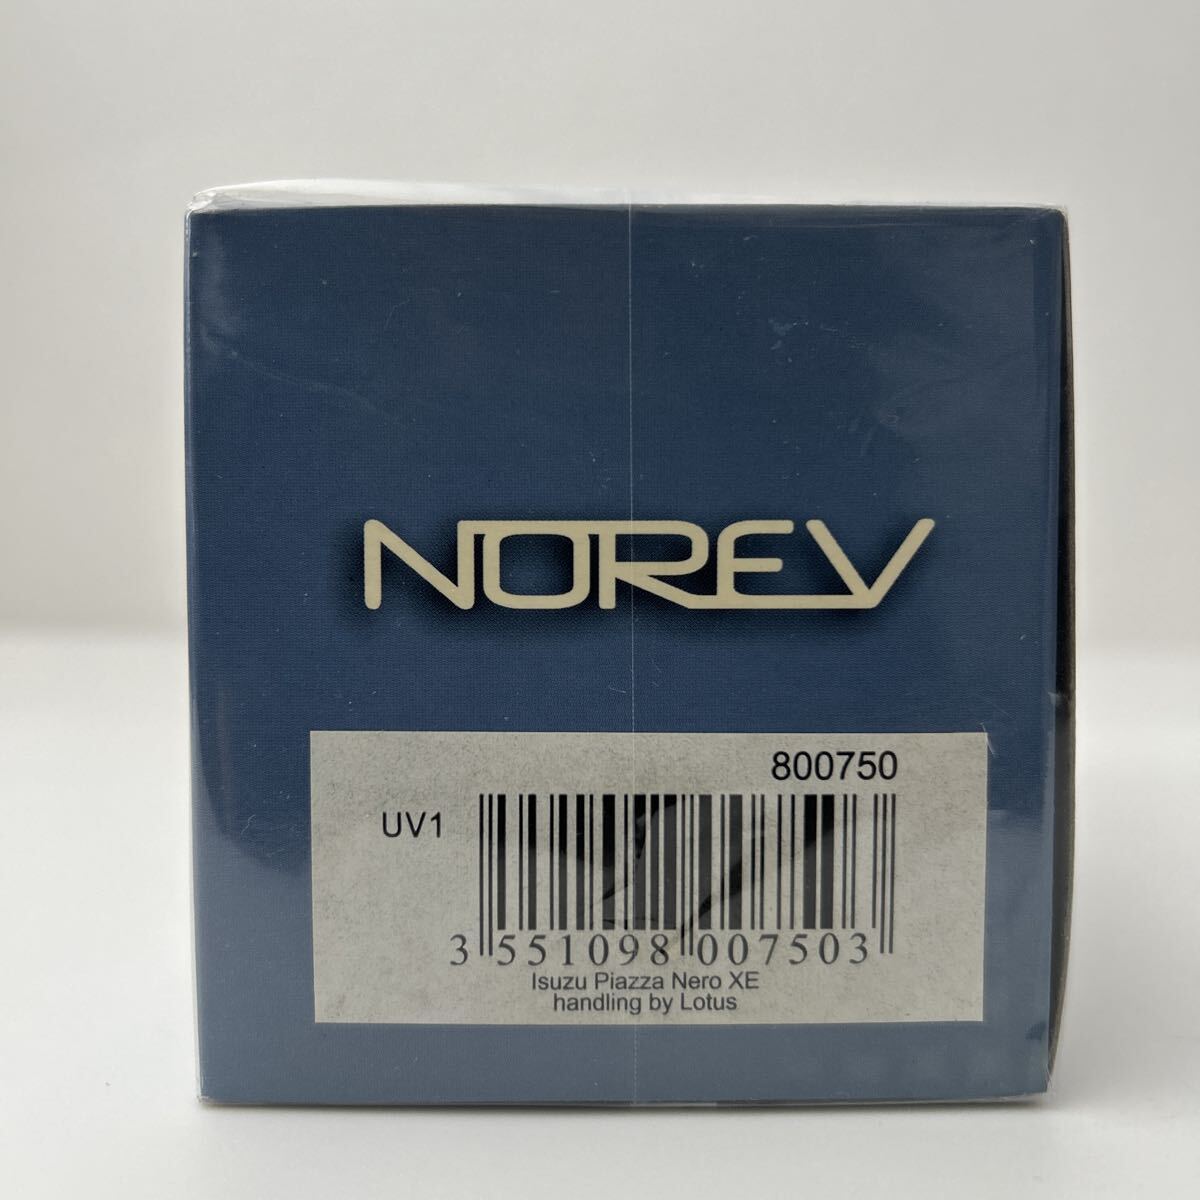 NOREV
800750
UV1
3 551098 007503
Isuzu Piazza Nero XE
handling by Lotus